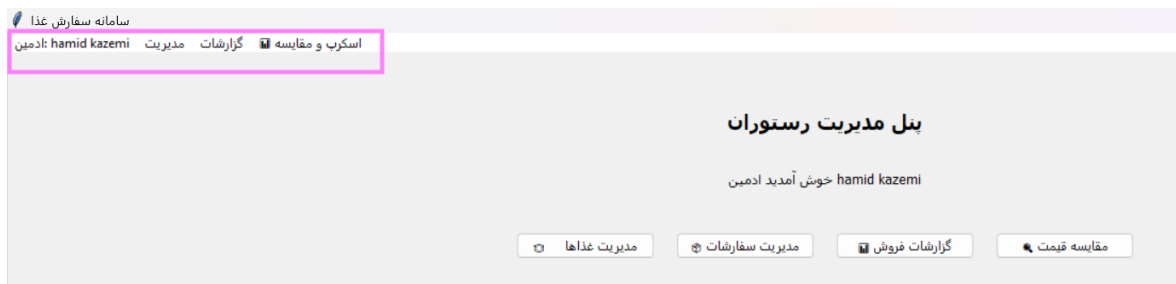 سامانه سفارش غذا
ادمین: hamid kazemi مدیریت گزارشات اسکرپ و مقایسه
پنل مدیریت رستوران
hamid kazemi خوش آمدید ادمین
مدیریت غذاها مدیریت سفارشات گزارشات فروش مقایسه قیمت